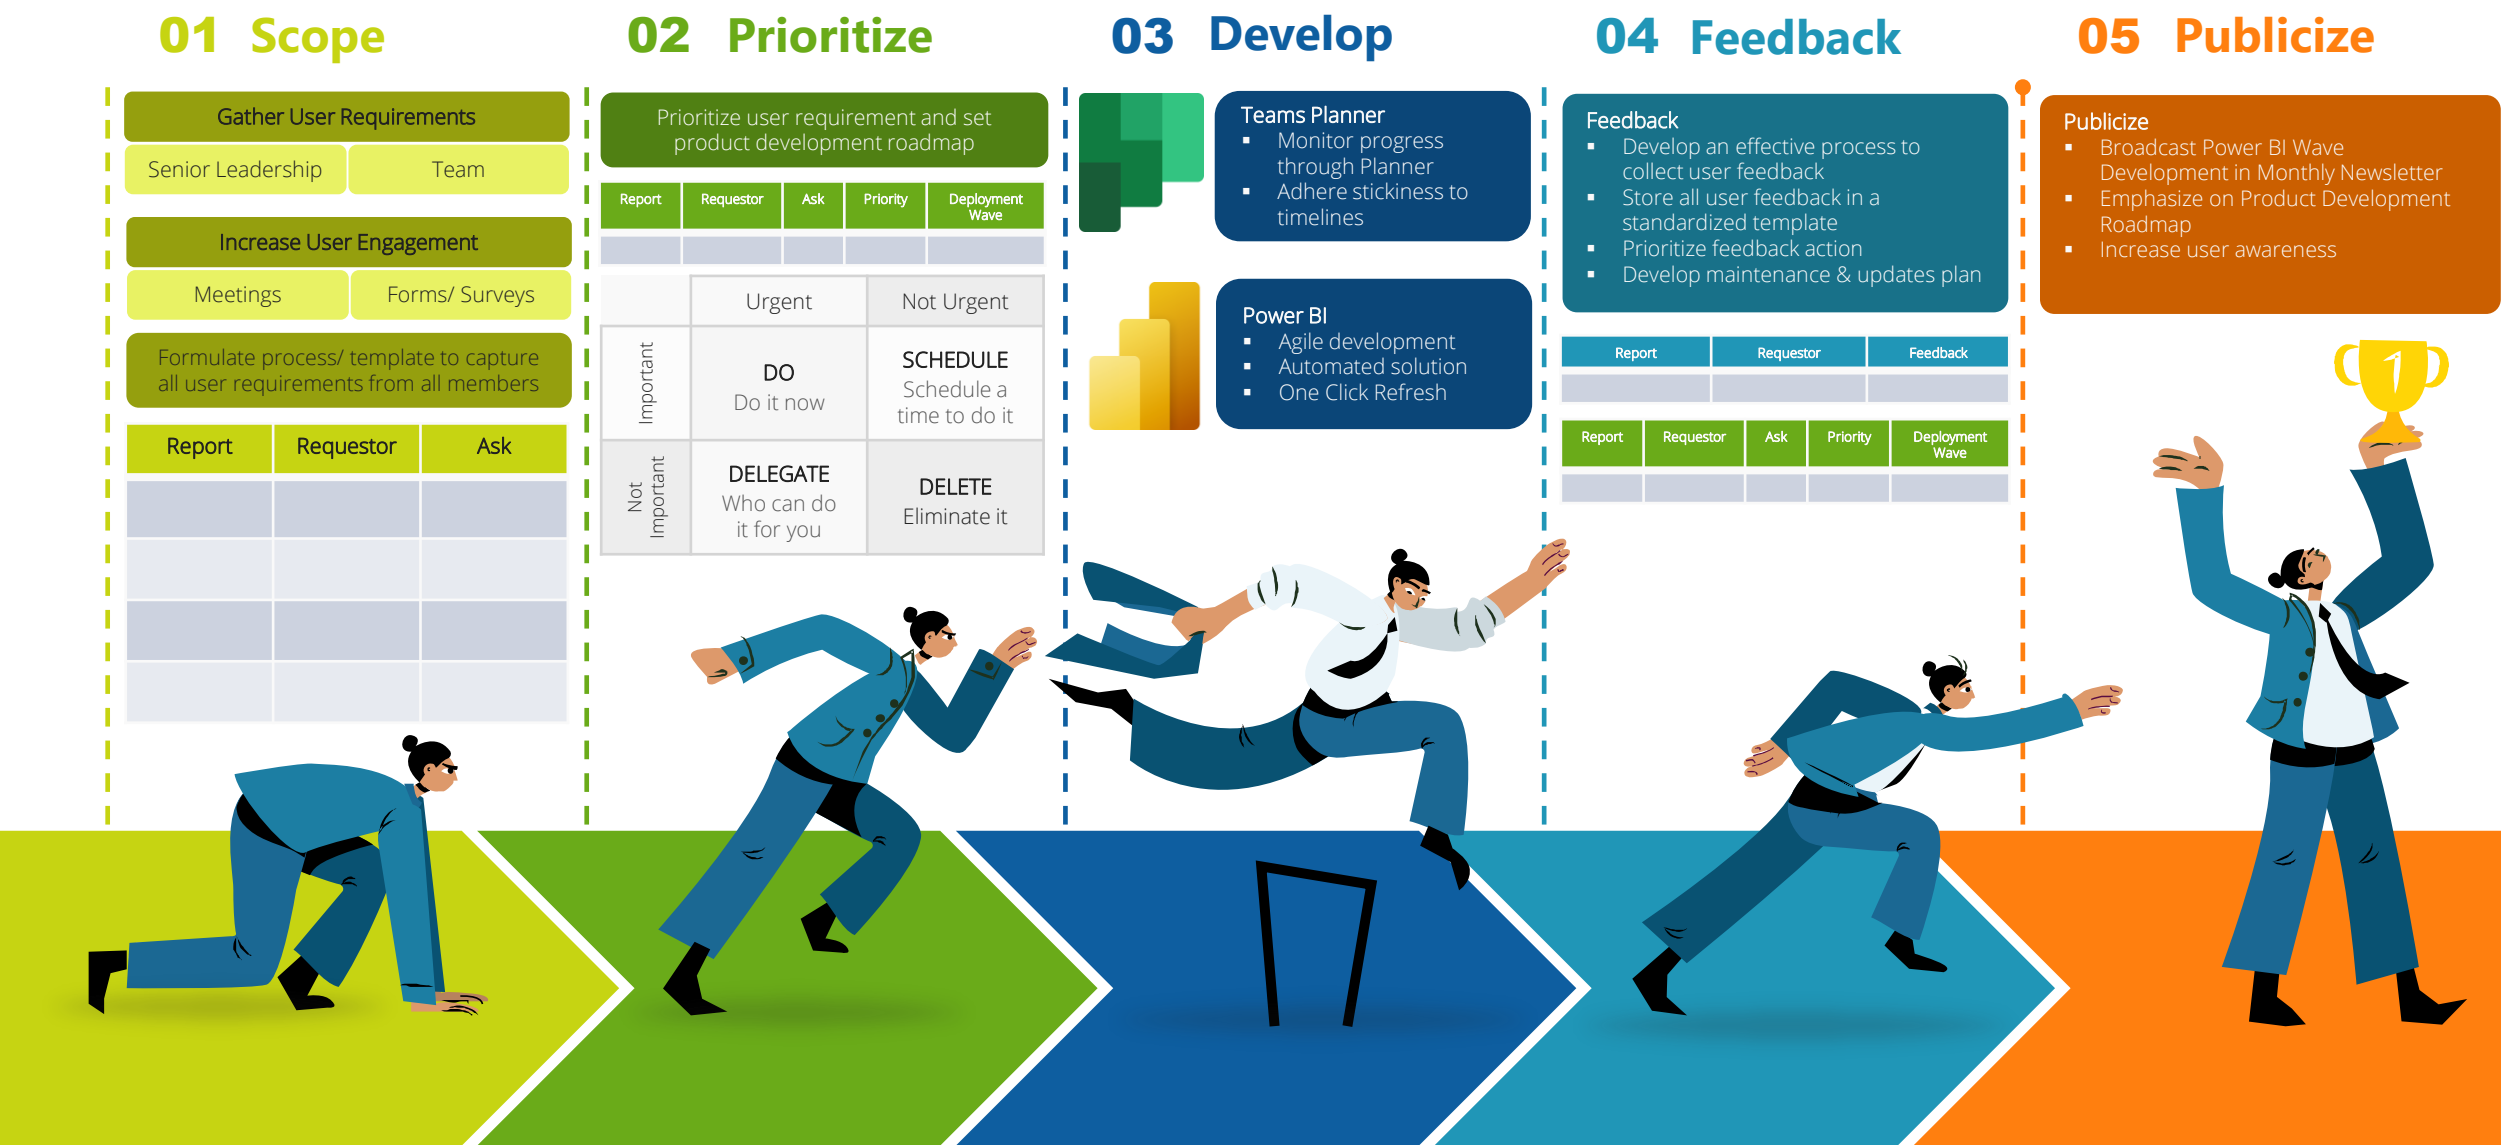 01 Scope
Gather User Requirements
Senior Leadership
Team
Increase User Engagement
Meetings
Forms/ Surveys
Formulate process/ template to capture
all user requirements from all members
Report
Requestor
Ask
02 Prioritize
Prioritize user requirement and set
product development roadmap
Report
Requestor
Ask
Priority
Deployment
Wave
Urgent
Not Urgent
Important
DO
Do it now
SCHEDULE
Schedule a
time to do it
Not
Important
DELEGATE
Who can do
it for you
DELETE
Eliminate it
03 Develop
Teams Planner
▪ Monitor progress
through Planner
▪ Adhere stickiness to
timelines
Power BI
▪ Agile development
▪ Automated solution
▪ One Click Refresh
04 Feedback
Feedback
▪ Develop an effective process to
collect user feedback
▪ Store all user feedback in a
standardized template
▪ Prioritize feedback action
▪ Develop maintenance & updates plan
Report
Requestor
Feedback
Report
Requestor
Ask
Priority
Deployment
Wave
05 Publicize
Publicize
▪ Broadcast Power BI Wave
Development in Monthly Newsletter
▪ Emphasize on Product Development
Roadmap
▪ Increase user awareness
1